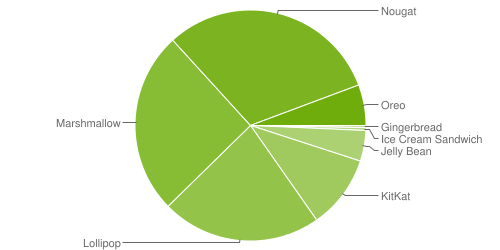 Nougat
Oreo
Gingerbread
Ice Cream Sandwich
Jelly Bean
KitKat
Marshmallow
Lollipop